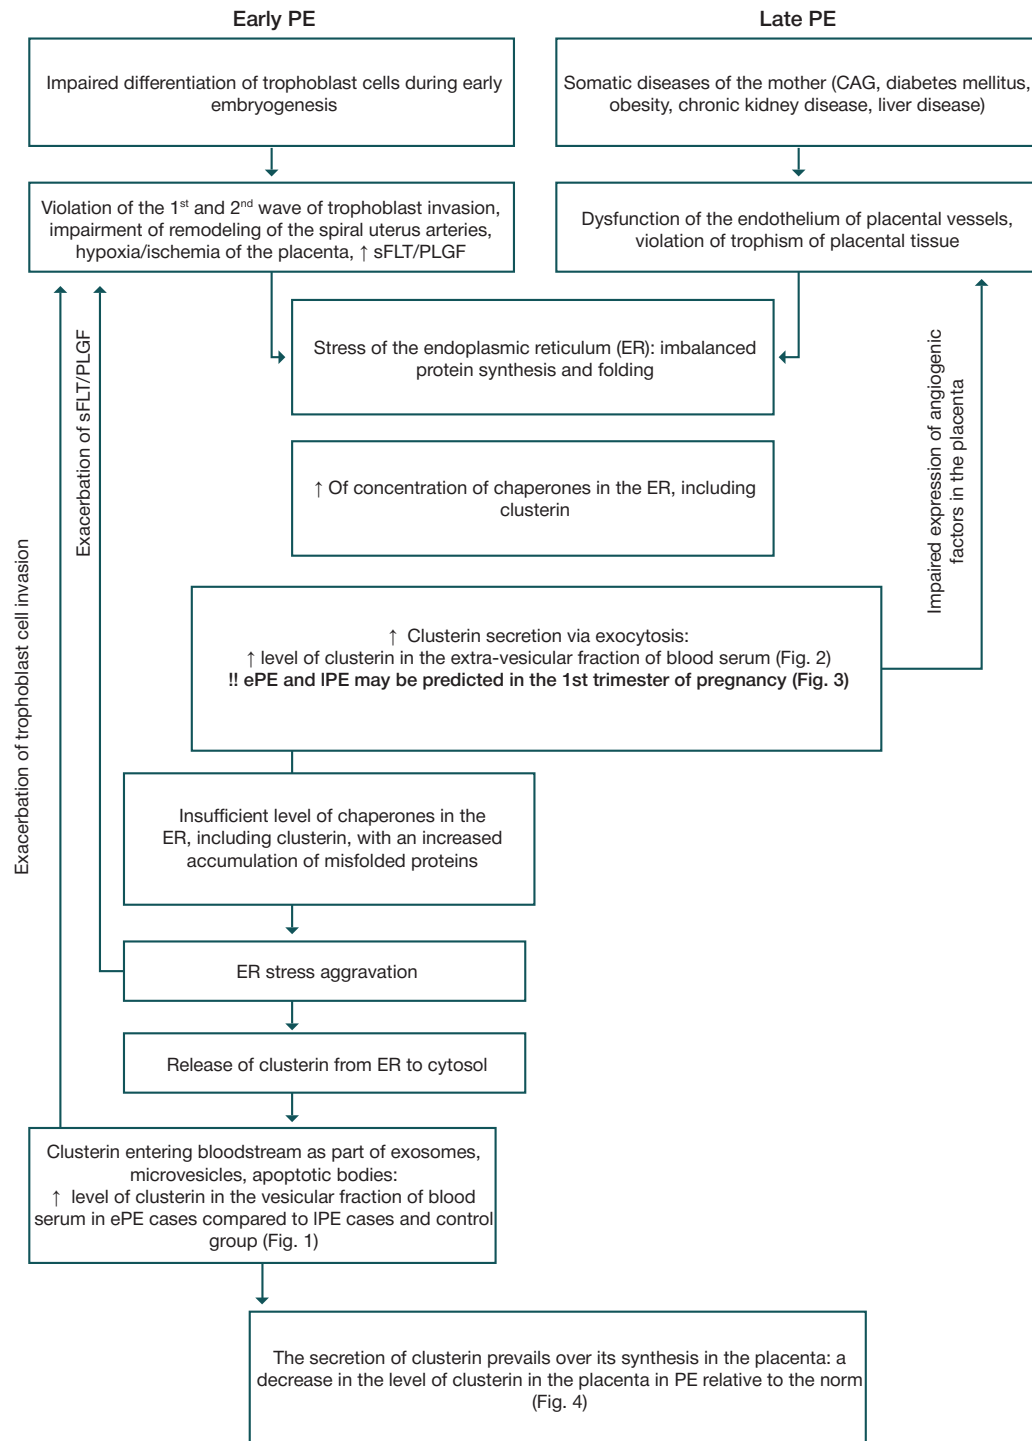 Early PE
Late PE
Impaired differentiation of trophoblast cells during early
embryogenesis
Somatic diseases of the mother (CAG, diabetes mellitus,
obesity, chronic kidney disease, liver disease)
Violation of the 1st and 2nd wave of trophoblast invasion,
impairment of remodeling of the spiral uterus arteries,
hypoxia/ischemia of the placenta, ↑ sFLT/PLGF
Dysfunction of the endothelium of placental vessels,
violation of trophism of placental tissue
Stress of the endoplasmic reticulum (ER): imbalanced
protein synthesis and folding
Exacerbation of sFLT/PLGF
Impaired expression of angiogenic
factors in the placenta
↑ Of concentration of chaperones in the ER, including
clusterin
Exacerbation of trophoblast cell invasion
↑ Clusterin secretion via exocytosis:
↑ level of clusterin in the extra-vesicular fraction of blood serum (Fig. 2)
!! ePE and lPE may be predicted in the 1st trimester of pregnancy (Fig. 3)
Insufficient level of chaperones in the
ER, including clusterin, with an increased
accumulation of misfolded proteins
ER stress aggravation
Release of clusterin from ER to cytosol
Clusterin entering bloodstream as part of exosomes,
microvesicles, apoptotic bodies:
↑ level of clusterin in the vesicular fraction of blood
serum in ePE cases compared to lPE cases and control
group (Fig. 1)
The secretion of clusterin prevails over its synthesis in the placenta: a
decrease in the level of clusterin in the placenta in PE relative to the norm
(Fig. 4)